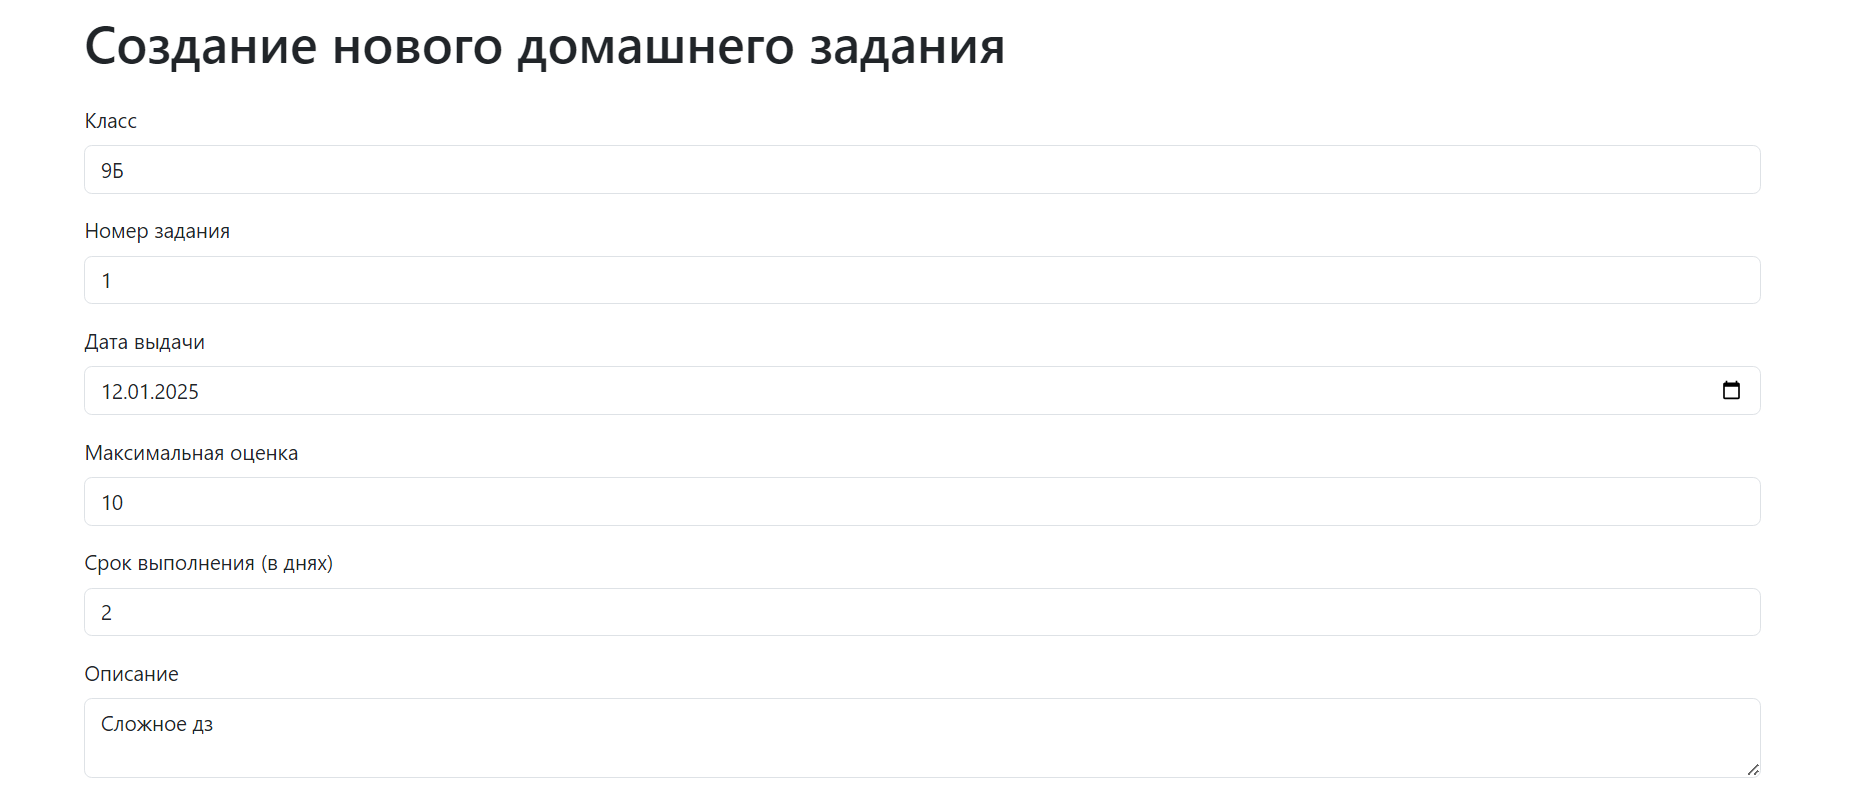 Создание нового домашнего задания
Класс
9Б
Номер задания
1
Дата выдачи
12.01.2025
Максимальная оценка
10
Срок выполнения (в днях)
2
Описание
Сложное дз